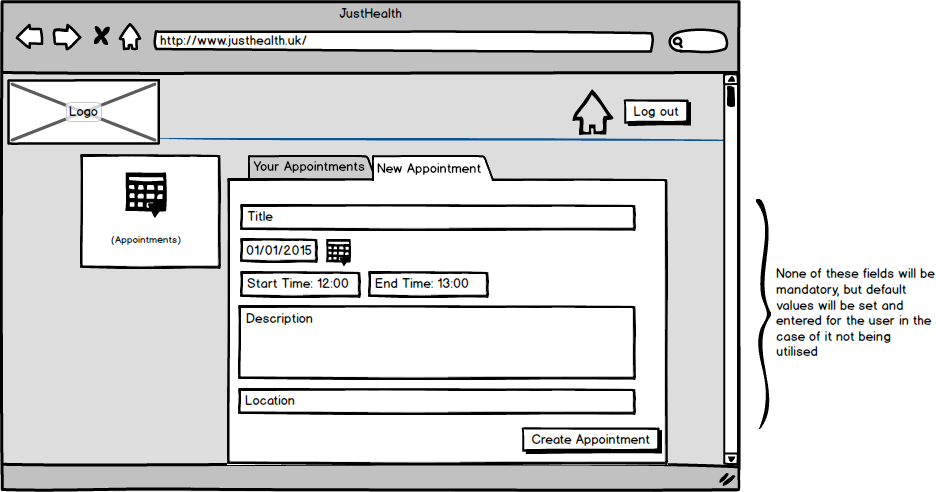 JustHealth
http://www.justhealth.uk/
Logo
Log out
Your Appointments
New Appointment
(Appointments)
Title
01/01/2015
Start Time: 12:00
End Time: 13:00
Description
Location
Create Appointment
None of these fields will be
mandatory, but default
values will be set and
entered for the user in the
case of it not being
utilised